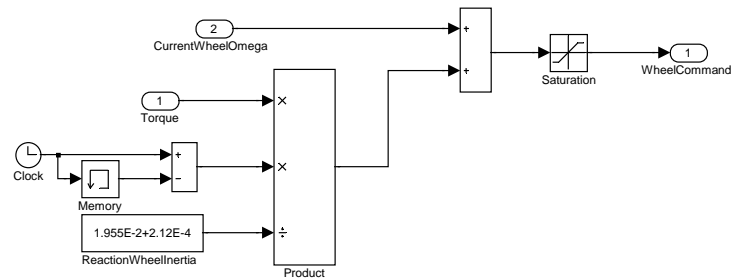 2
CurrentWheelOmega
+
+
Saturation
1
WheelCommand
1
Torque
×
Clock
+
−
×
Memory
1.955E-2+2.12E-4
÷
ReactionWheelInertia
Product